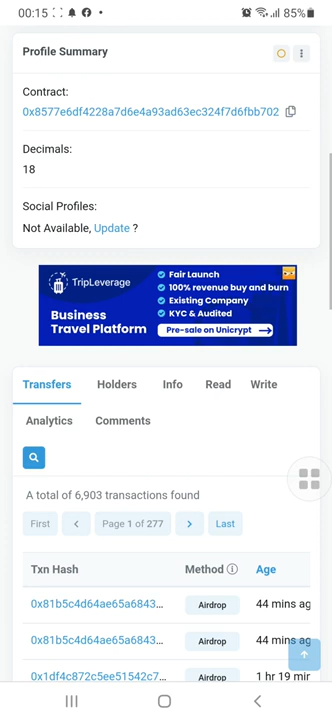 00:15
85%
Profile Summary
Contract:
0x8577e6df4228a7d6e4a93ad63ec324f7d6fbb702
Decimals:
18
Social Profiles:
Not Available, Update ?
TripLeverage
Business
Travel Platform
Fair Launch
100% revenue buy and burn
Existing Company
KYC & Audited
Pre-sale on Unicrypt
Transfers Holders Info Read Write
Analytics Comments
A total of 6,903 transactions found
First Page 1 of 277 Last
Txn Hash Method Age
0x81b5c4d64ae65a6843... Airdrop 44 mins ag
0x81b5c4d64ae65a6843... Airdrop 44 mins ag
0x1df4c872c5ee51542c7... Airdrop 1 hr 19 min